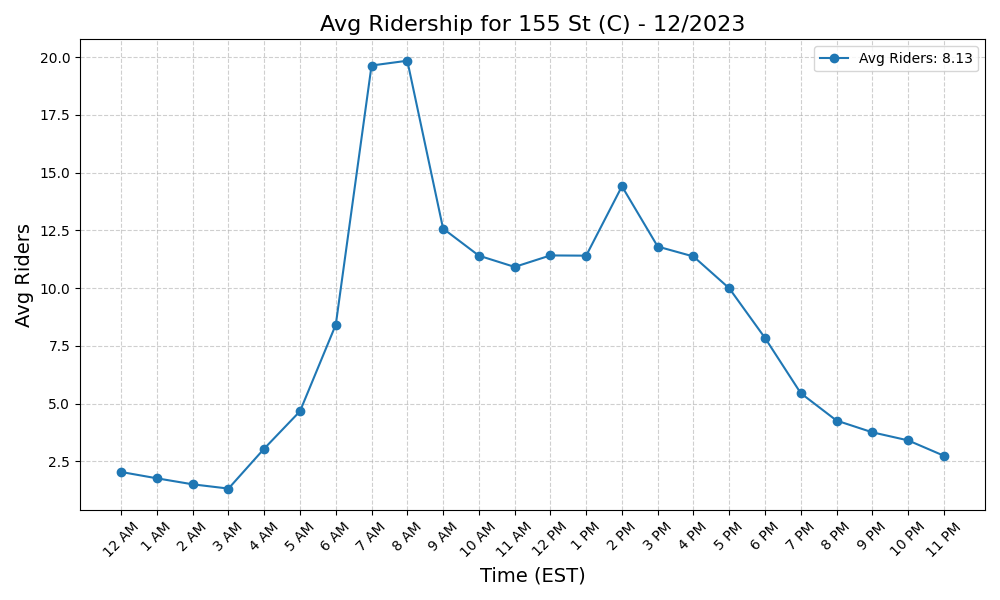 Avg Ridership for 155 St (C) - 12/2023
Avg Riders: 8.13
Avg Riders
20.0
17.5
15.0
12.5
10.0
7.5
5.0
2.5
12 AM
1 AM
2 AM
3 AM
4 AM
5 AM
6 AM
7 AM
8 AM
9 AM
10 AM
11 AM
12 PM
1 PM
2 PM
3 PM
4 PM
5 PM
6 PM
7 PM
8 PM
9 PM
10 PM
11 PM
Time (EST)